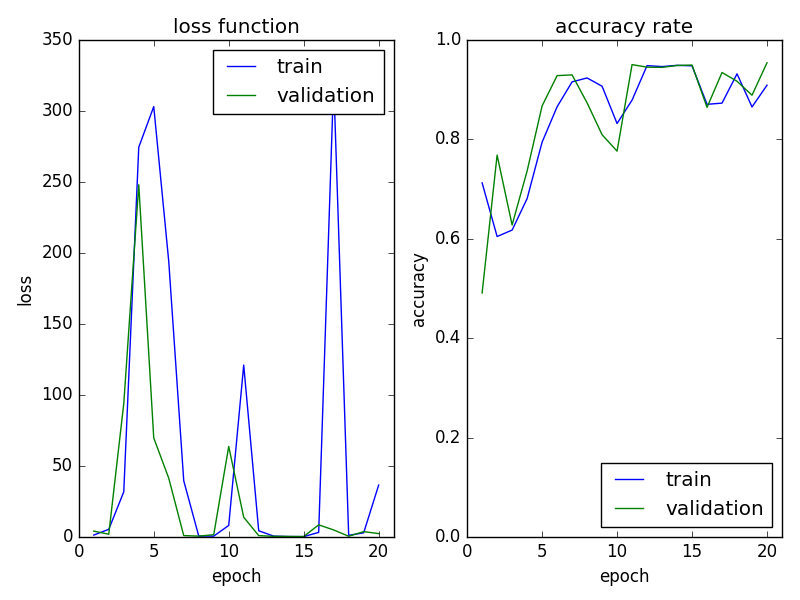 loss function
train
validation
loss
350
300
250
200
150
100
50
0
0 5 10 15 20
epoch
accuracy rate
accuracy
1.0
0.8
0.6
0.4
0.2
0.0
train
validation
0 5 10 15 20
epoch